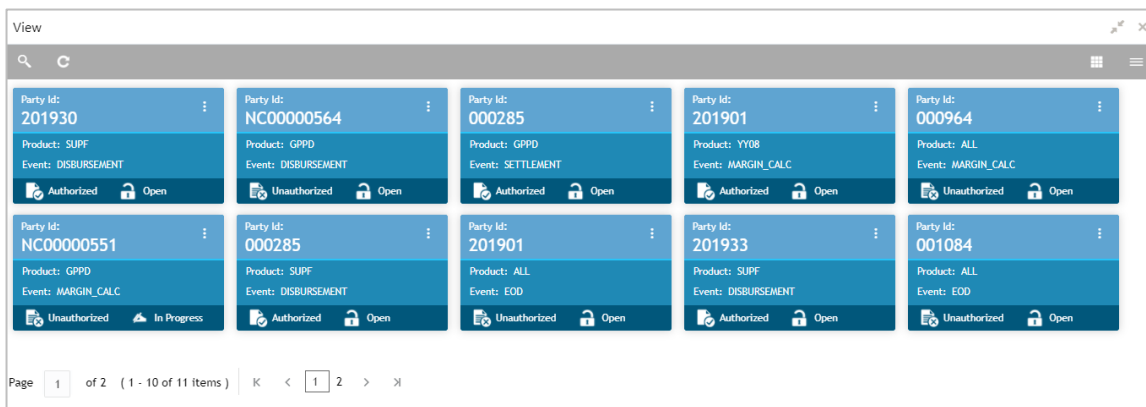 View
Party Id:
201930
Product: SUPF
Event: DISBURSEMENT
Authorized Open
Party Id:
NC00000564
Product: GPPD
Event: DISBURSEMENT
Unauthorized Open
Party Id:
000285
Product: GPPD
Event: SETTLEMENT
Authorized Open
Party Id:
201901
Product: YY08
Event: MARGIN_CALC
Authorized Open
Party Id:
000964
Product: ALL
Event: MARGIN_CALC
Unauthorized Open
Party Id:
NC00000551
Product: GPPD
Event: MARGIN_CALC
Unauthorized In Progress
Party Id:
000285
Product: SUPF
Event: DISBURSEMENT
Authorized Open
Party Id:
201901
Product: ALL
Event: EOD
Unauthorized Open
Party Id:
201933
Product: SUPF
Event: DISBURSEMENT
Authorized Open
Party Id:
001084
Product: ALL
Event: EOD
Unauthorized Open
Page 1 of 2 ( 1 - 10 of 11 items ) 1 2